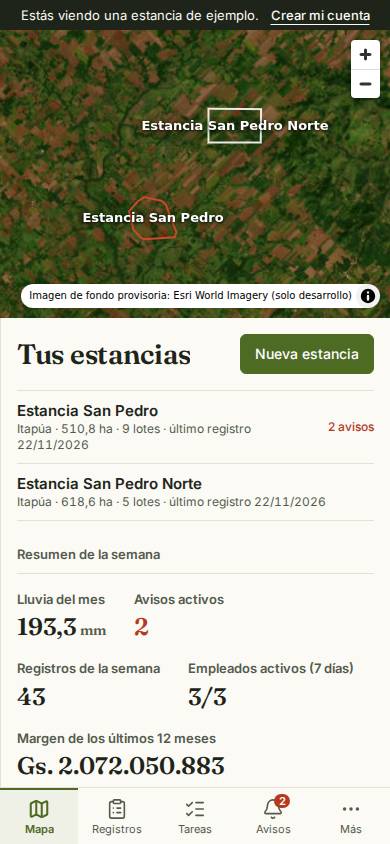 Estás viendo una estancia de ejemplo. Crear mi cuenta
+
Estancia San Pedro Norte
−
Estancia San Pedro
Imagen de fondo provisoria: Esri World Imagery (solo desarrollo)
Tus estancias
Nueva estancia
Estancia San Pedro
Itapúa · 510,8 ha · 9 lotes · último registro
22/11/2026
2 avisos
Estancia San Pedro Norte
Itapúa · 618,6 ha · 5 lotes · último registro 22/11/2026
Resumen de la semana
Lluvia del mes
193,3 mm
Avisos activos
2
Registros de la semana
43
Empleados activos (7 días)
3/3
Margen de los últimos 12 meses
Gs. 2.072.050.883
Mapa
Registros
Tareas
2
Avisos
Más